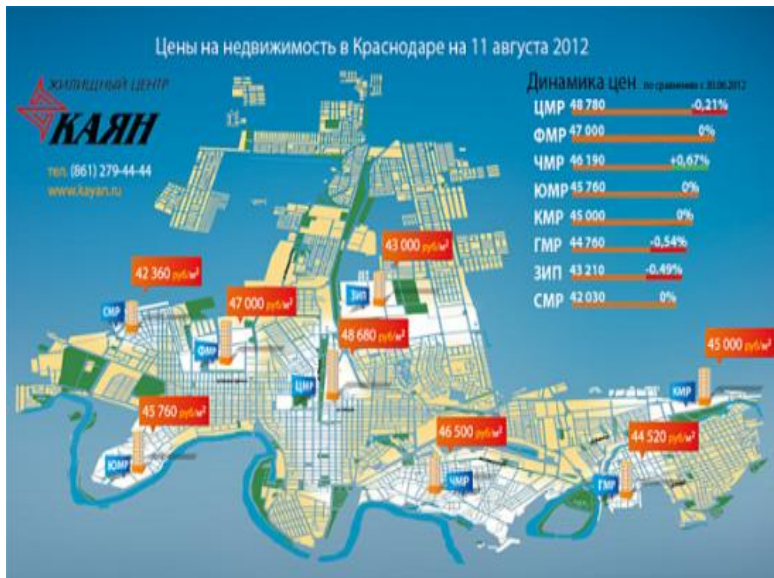 Цены на недвижимость в Краснодаре на 11 августа 2012
ЖИЛИЩНЫЙ ЦЕНТР
КАЯН
тел. (861) 279-44-44
www.kayan.ru
Динамика цен по сравнению с 30.06.2012
ЦМР 48 780 -0,21%
ФМР 47 000 0%
ЧМР 46 190 +0,67%
ЮМР 45 760 0%
КМР 45 000 0%
ГМР 44 760 -0,54%
ЗИП 43 210 -0,49%
СМР 42 030 0%
43 000 руб/м²
ЗИП
42 360 руб/м²
СМР
47 000 руб/м²
ФМР
48 680 руб/м²
ЦМР
45 000 руб/м²
КМР
45 760 руб/м²
ЮМР
46 500 руб/м²
ЧМР
44 520 руб/м²
ГМР